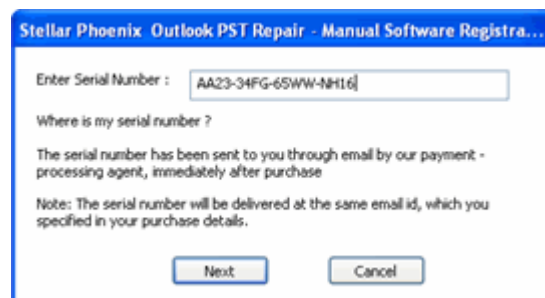 Stellar Phoenix Outlook PST Repair - Manual Software Registra...
Enter Serial Number : AA23-34FG-65WW-NH16
Where is my serial number ?
The serial number has been sent to you through email by our payment -
processing agent, immediately after purchase
Note: The serial number will be delivered at the same email id, which you
specified in your purchase details.
Next Cancel